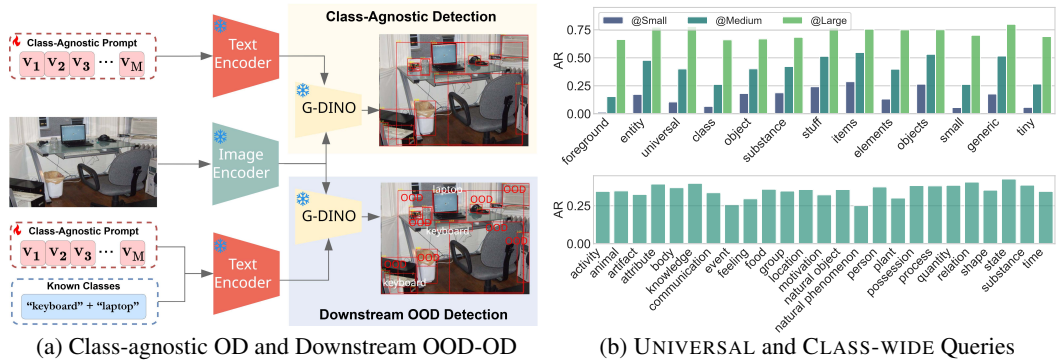 Class-Agnostic Prompt
v1 v2 v3 ... vM
Text
Encoder
Class-Agnostic Detection
G-DINO
Image
Encoder
G-DINO
laptop
OOD
OOD
OOD
OOD
OOD
keyboard
OOD
OOD
keyboard
Downstream OOD Detection
Class-Agnostic Prompt
v1 v2 v3 ... vM
Known Classes
“keyboard” + “laptop”
Text
Encoder
(a) Class-agnostic OD and Downstream OOD-OD
@Small @Medium @Large
AR
0.75
0.50
0.25
0.00
foreground
entity
universal
class
object
substance
stuff
items
elements
objects
small
generic
tiny
AR
0.25
0.00
activity
animal
artifact
attribute
body
knowledge
communication
event
feeling
food
group
location
motivation
natural object
natural phenomenon
person
plant
possession
process
quantity
relation
shape
state
substance
time
(b) UNIVERSAL and CLASS-WIDE Queries